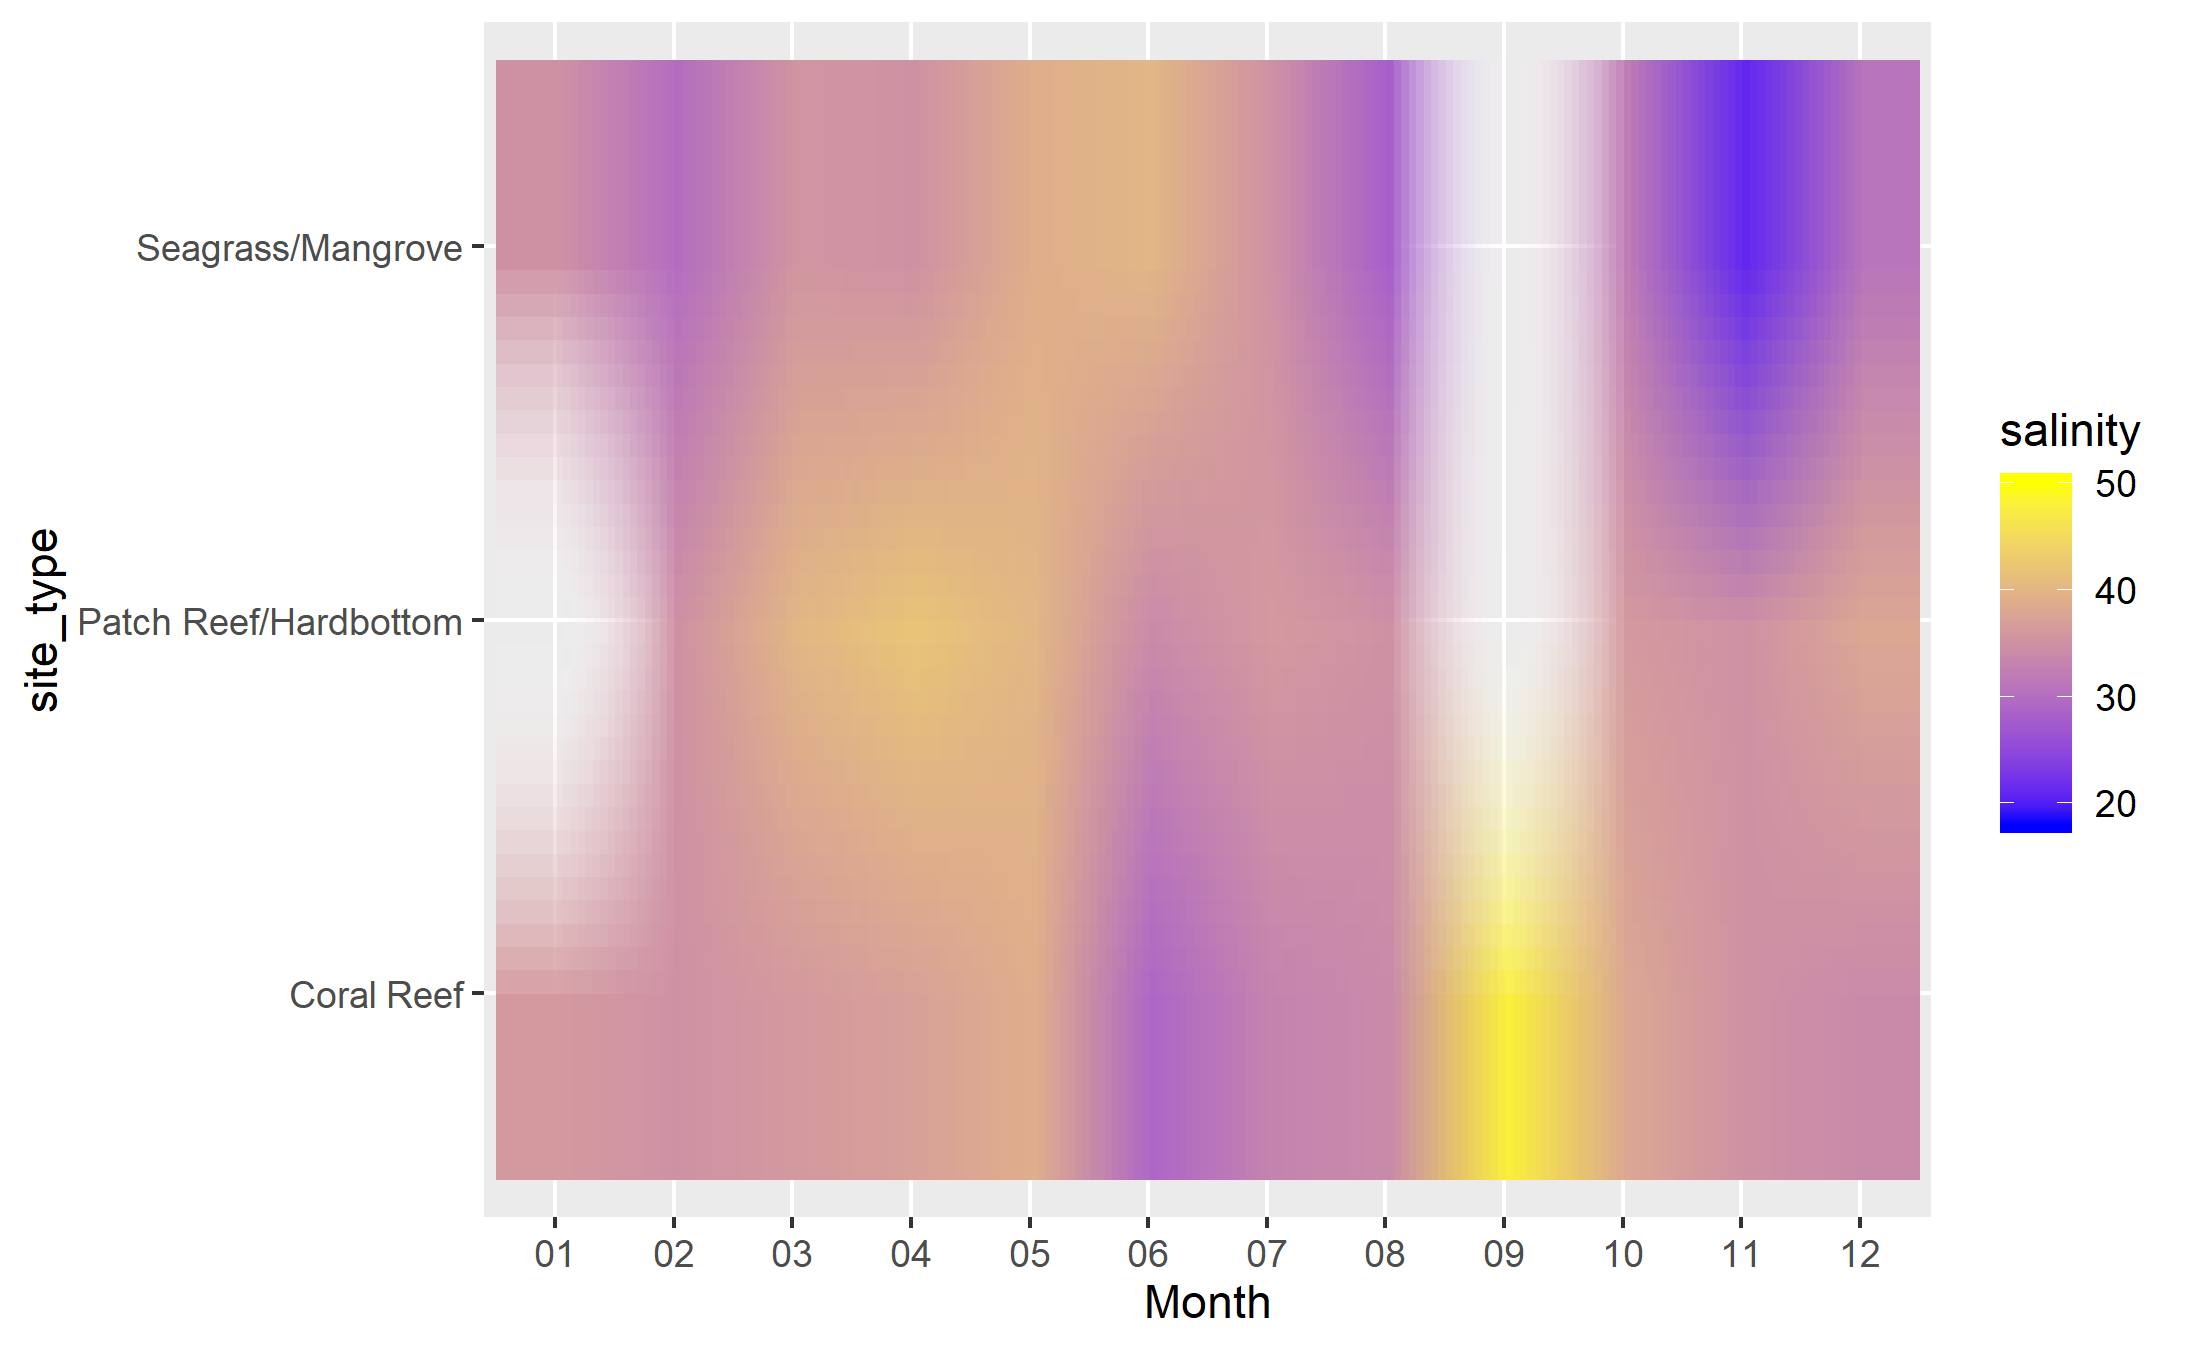 site_type
Seagrass/Mangrove
Patch Reef/Hardbottom
Coral Reef
01 02 03 04 05 06 07 08 09 10 11 12
Month
salinity
50
40
30
20